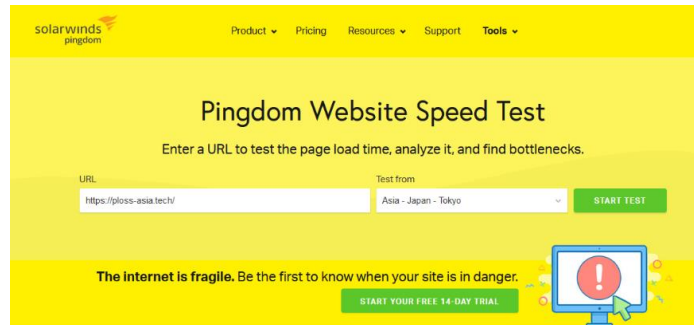 solarwinds
pingdom
Product Pricing Resources Support Tools
Pingdom Website Speed Test
Enter a URL to test the page load time, analyze it, and find bottlenecks.
URL Test from
https://ploss-asia.tech/ Asia - Japan - Tokyo START TEST
The internet is fragile. Be the first to know when your site is in danger.
START YOUR FREE 14-DAY TRIAL